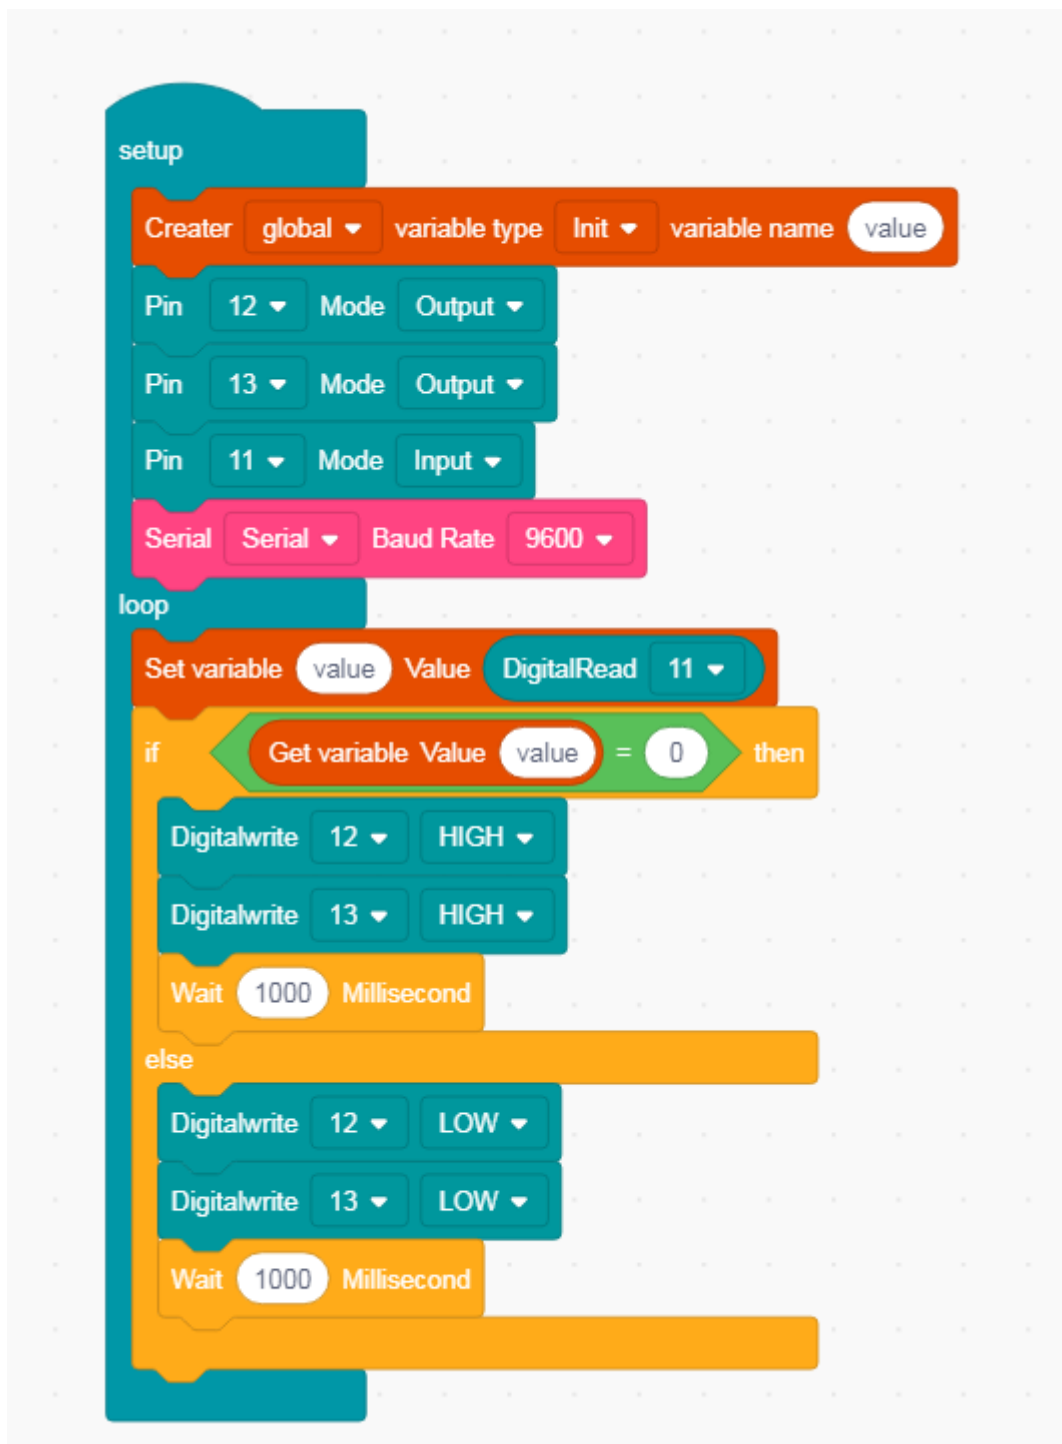 setup
Creater global variable type Init variable name value
Pin 12 Mode Output
Pin 13 Mode Output
Pin 11 Mode Input
Serial Serial Baud Rate 9600
loop
Set variable value Value DigitalRead 11
if Get variable Value value = 0 then
Digitalwrite 12 HIGH
Digitalwrite 13 HIGH
Wait 1000 Millisecond
else
Digitalwrite 12 LOW
Digitalwrite 13 LOW
Wait 1000 Millisecond